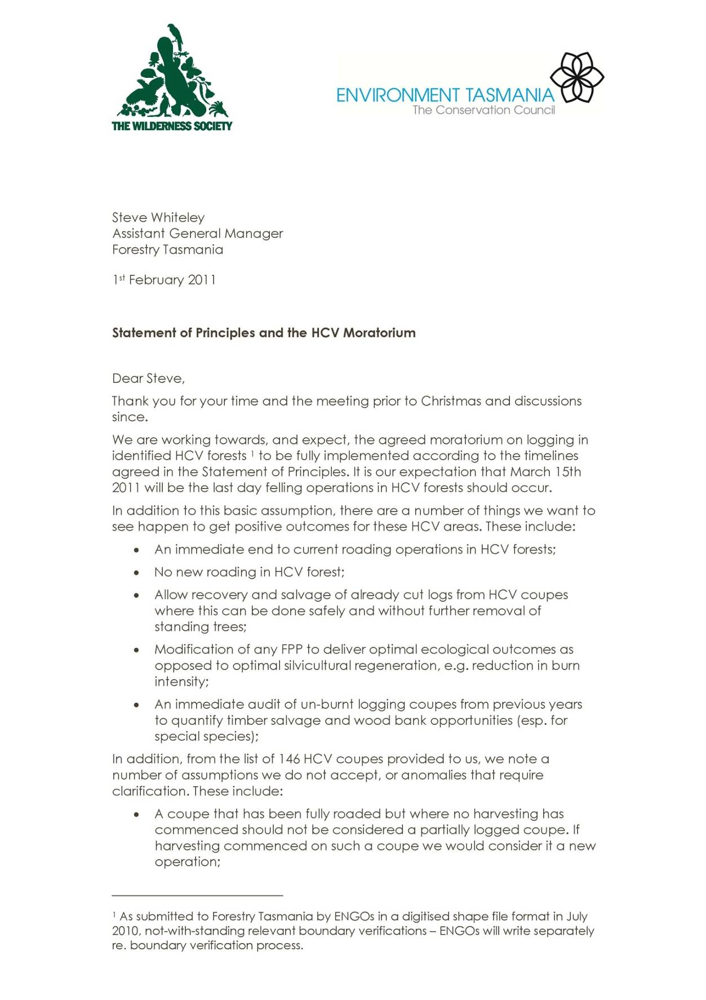 THE WILDERNESS SOCIETY
ENVIRONMENT TASMANIA
The Conservation Council
Steve Whiteley
Assistant General Manager
Forestry Tasmania
1st February 2011
Statement of Principles and the HCV Moratorium
Dear Steve,
Thank you for your time and the meeting prior to Christmas and discussions
since.
We are working towards, and expect, the agreed moratorium on logging in
identified HCV forests 1 to be fully implemented according to the timelines
agreed in the Statement of Principles. It is our expectation that March 15th
2011 will be the last day felling operations in HCV forests should occur.
In addition to this basic assumption, there are a number of things we want to
see happen to get positive outcomes for these HCV areas. These include:
• An immediate end to current roading operations in HCV forests;
• No new roading in HCV forest;
• Allow recovery and salvage of already cut logs from HCV coupes
where this can be done safely and without further removal of
standing trees;
• Modification of any FPP to deliver optimal ecological outcomes as
opposed to optimal silvicultural regeneration, e.g. reduction in burn
intensity;
• An immediate audit of un-burnt logging coupes from previous years
to quantify timber salvage and wood bank opportunities (esp. for
special species);
In addition, from the list of 146 HCV coupes provided to us, we note a
number of assumptions we do not accept, or anomalies that require
clarification. These include:
• A coupe that has been fully roaded but where no harvesting has
commenced should not be considered a partially logged coupe. If
harvesting commenced on such a coupe we would consider it a new
operation;
1 As submitted to Forestry Tasmania by ENGOs in a digitised shape file format in July
2010, not-with-standing relevant boundary verifications – ENGOs will write separately
re. boundary verification process.